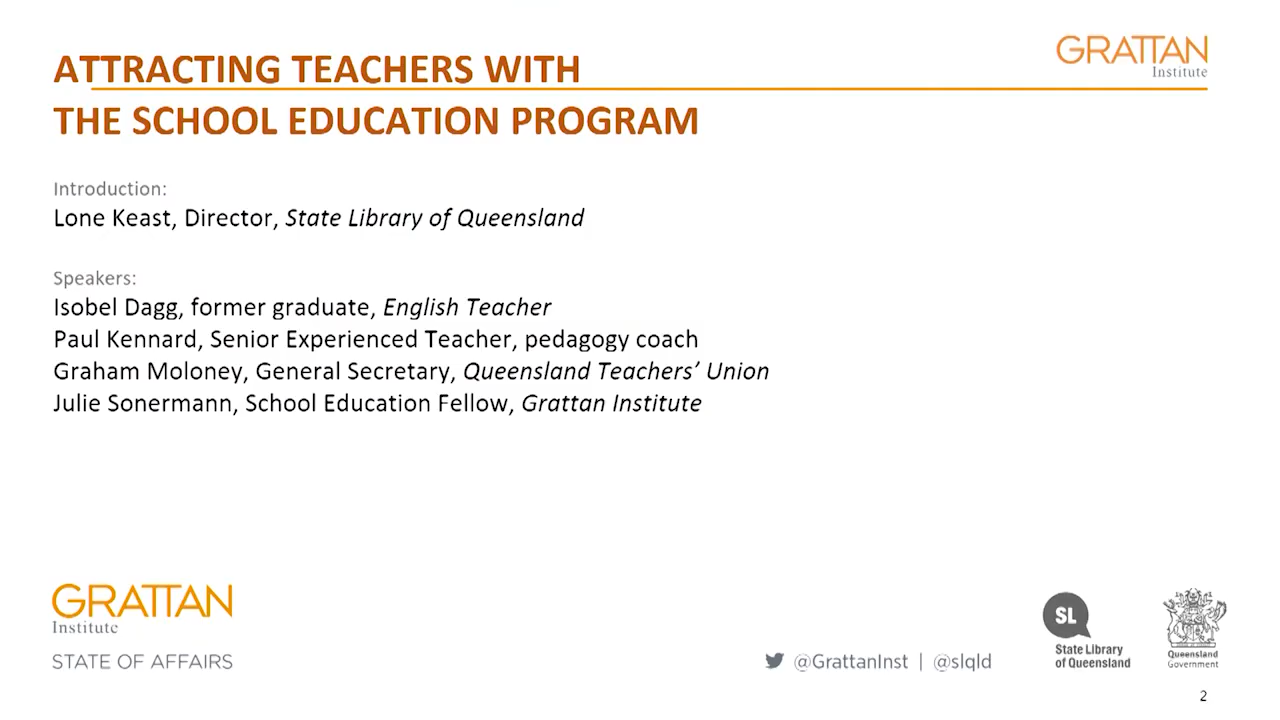 ATTRACTING TEACHERS WITH
THE SCHOOL EDUCATION PROGRAM
GRATTAN
Institute
Introduction:
Lone Keast, Director, State Library of Queensland
Speakers:
Isobel Dagg, former graduate, English Teacher
Paul Kennard, Senior Experienced Teacher, pedagogy coach
Graham Moloney, General Secretary, Queensland Teachers’ Union
Julie Sonermann, School Education Fellow, Grattan Institute
GRATTAN
Institute
STATE OF AFFAIRS
@GrattanInst | @slqld
SL
State Library
of Queensland
Queensland
Government
2